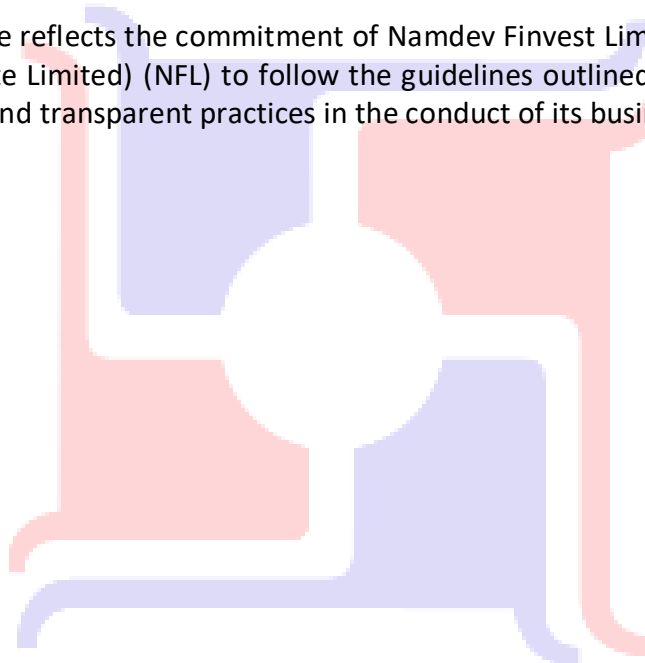 e reflects the commitment of Namdev Finvest Lim
te Limited) (NFL) to follow the guidelines outlined
nd transparent practices in the conduct of its busi